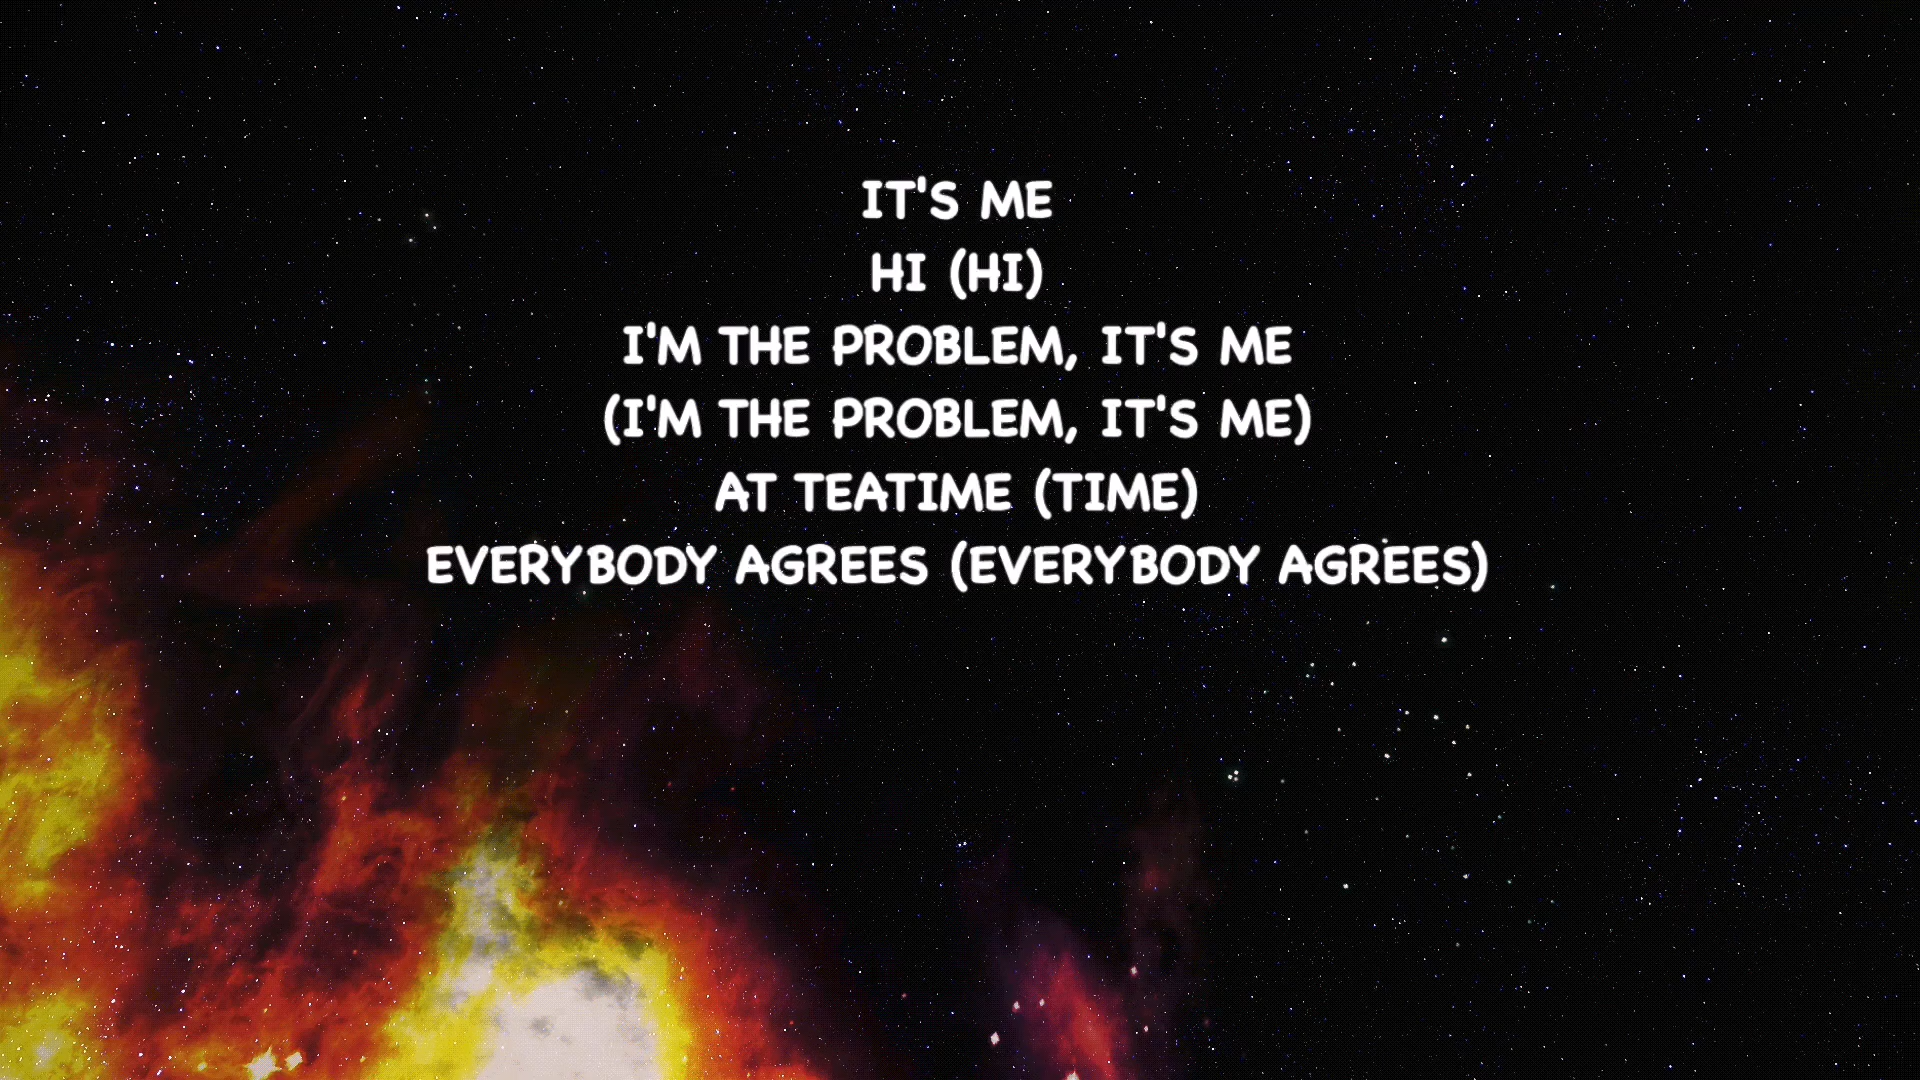 IT'S ME
HI (HI)
I'M THE PROBLEM, IT'S ME
(I'M THE PROBLEM, IT'S ME)
AT TEATIME (TIME)
EVERYBODY AGREES (EVERYBODY AGREES)